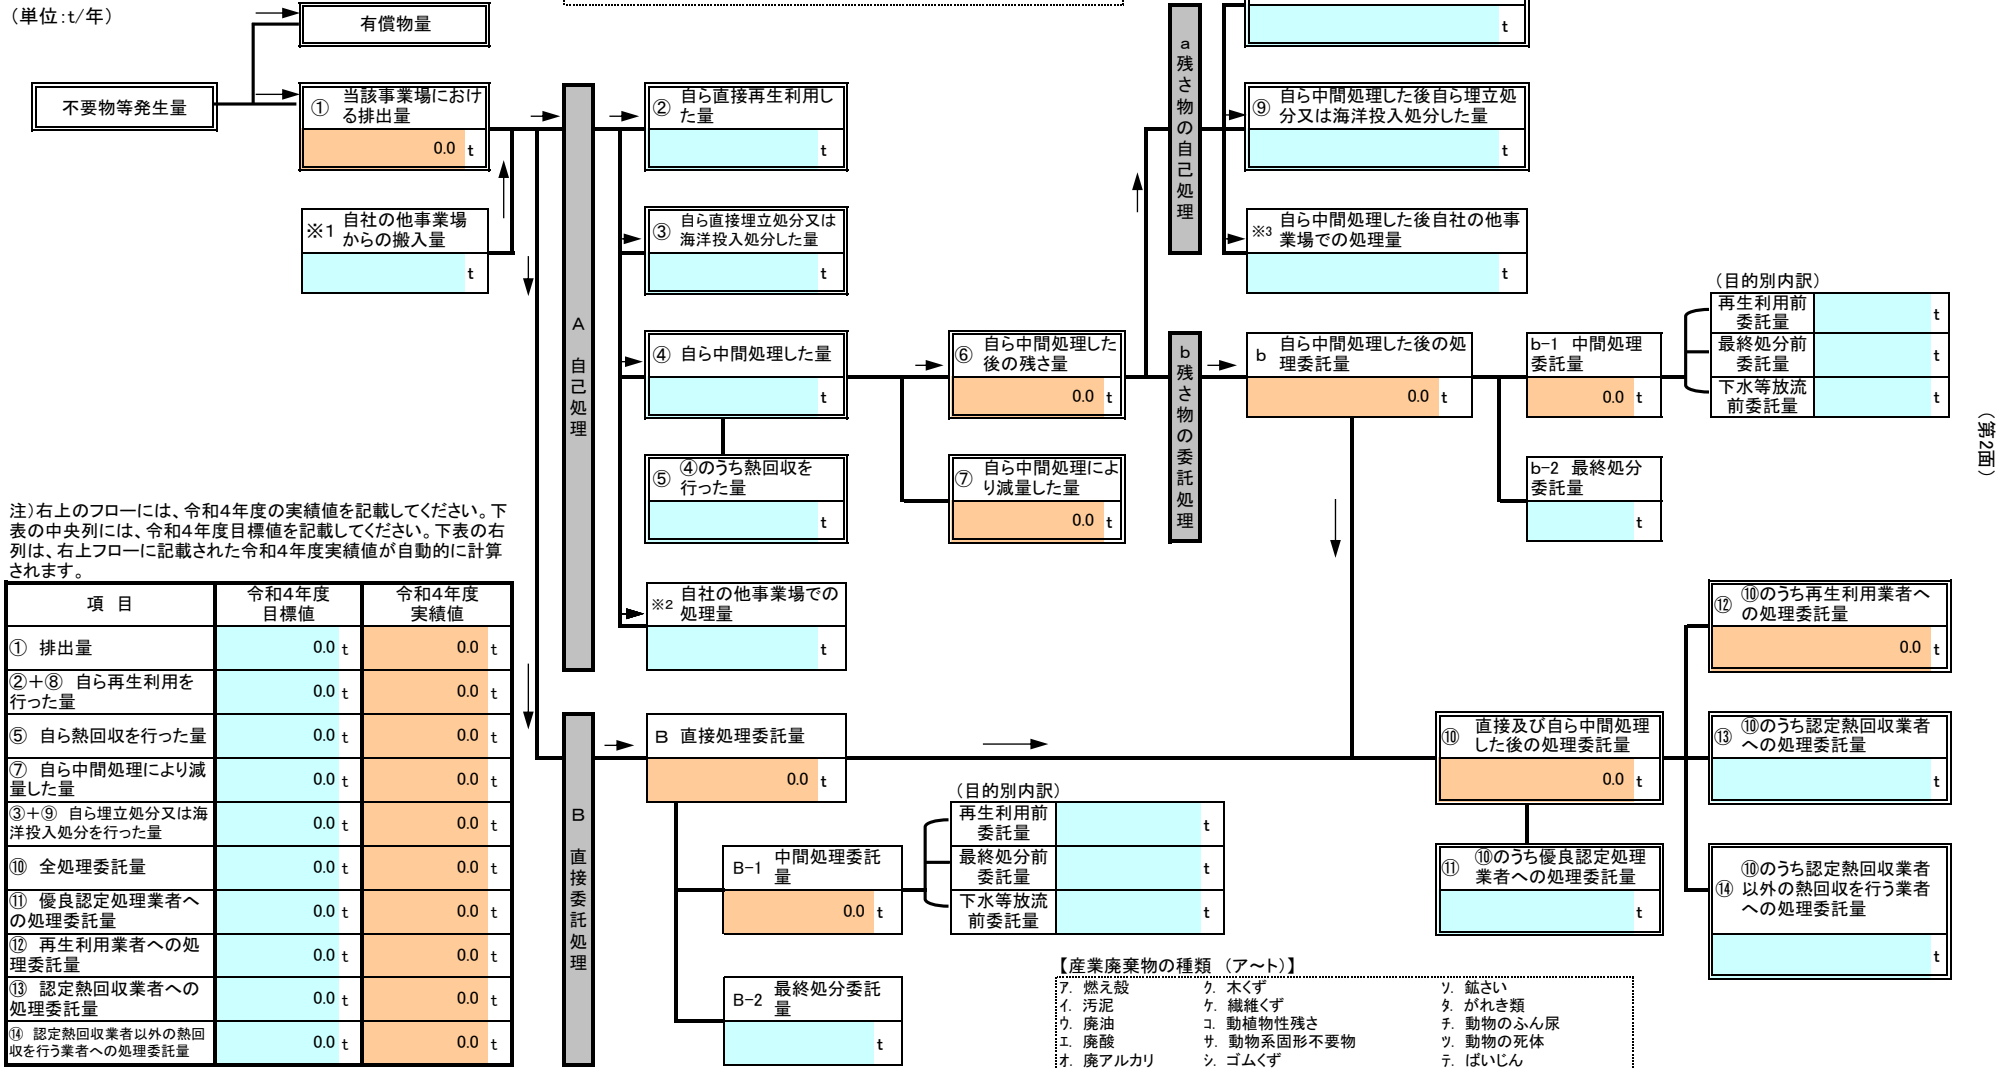 （単位:t/年）
有償物量
不要物等発生量
① 当該事業場におけ
る排出量
0.0 t
※1 自社の他事業場
からの搬入量
t
A 自己処理
② 自ら直接再生利用し
た量
t
③ 自ら直接埋立処分又は
海洋投入処分した量
t
④ 自ら中間処理した量
t
⑤ ④のうち熱回収を
行った量
t
※2 自社の他事業場での
処理量
t
⑥ 自ら中間処理した
後の残さ量
0.0 t
⑦ 自ら中間処理によ
り減量した量
0.0 t
a残さ物の自己処理
t
⑨ 自ら中間処理した後自ら埋立処
分又は海洋投入処分した量
t
※3 自ら中間処理した後自社の他事
業場での処理量
t
b残さ物の委託処理
b 自ら中間処理した後の処
理委託量
0.0 t
b-1 中間処理
委託量
0.0 t
b-2 最終処分
委託量
t
（目的別内訳）
再生利用前
委託量
t
最終処分前
委託量
t
下水等放流
前委託量
t
（第2面）
注）右上のフローには、令和4年度の実績値を記載してください。下
表の中央列には、令和4年度目標値を記載してください。下表の右
列は、右上フローに記載された令和4年度実績値が自動的に計算
されます。
項 目 令和4年度
目標値 令和4年度
実績値
① 排出量 0.0 t 0.0 t
②+⑧ 自ら再生利用を
行った量 0.0 t 0.0 t
⑤ 自ら熱回収を行った量 0.0 t 0.0 t
⑦ 自ら中間処理により減
量した量 0.0 t 0.0 t
③+⑨ 自ら埋立処分又は海
洋投入処分を行った量 0.0 t 0.0 t
⑩ 全処理委託量 0.0 t 0.0 t
⑪ 優良認定処理業者へ
の処理委託量 0.0 t 0.0 t
⑫ 再生利用業者への処
理委託量 0.0 t 0.0 t
⑬ 認定熱回収業者への
処理委託量 0.0 t 0.0 t
⑭ 認定熱回収業者以外の熱回
収を行う業者への処理委託量 0.0 t 0.0 t
B 直接委託処理
B 直接処理委託量
0.0 t
B-1 中間処理委託
量
0.0 t
B-2 最終処分委託
量
t
（目的別内訳）
再生利用前
委託量
t
最終処分前
委託量
t
下水等放流
前委託量
t
⑩ 直接及び自ら中間処理
した後の処理委託量
0.0 t
⑪ ⑩のうち優良認定処理
業者への処理委託量
t
⑫ ⑩のうち再生利用業者へ
の処理委託量
0.0 t
⑬ ⑩のうち認定熱回収業者
への処理委託量
t
⑭ ⑩のうち認定熱回収業者
以外の熱回収を行う業者
への処理委託量
t
【産業廃棄物の種類 （ア～ト）】
ア. 燃え殻 ク. 木くず ソ. 鉱さい
イ. 汚泥 ケ. 繊維くず タ. がれき類
ウ. 廃油 コ. 動植物性残さ チ. 動物のふん尿
エ. 廃酸 サ. 動物系固形不要物 ツ. 動物の死体
オ. 廃アルカリ シ. ゴムくず テ. ばいじん